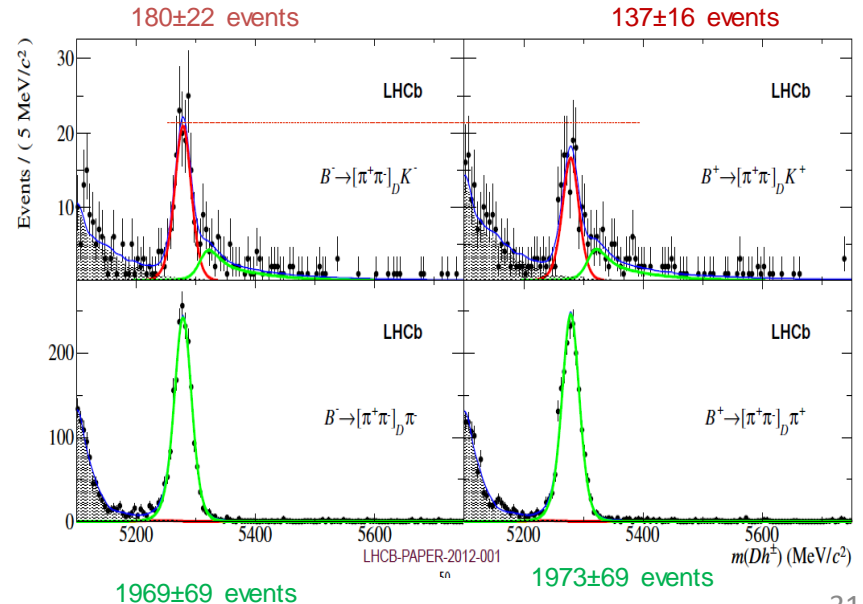 180±22 events 137±16 events
30
20
10
Events / ( 5 MeV/c²)
LHCb
B⁻→[π⁺π⁻]_D K⁻
LHCb
B⁺→[π⁺π⁻]_D K⁺
200
100
0
LHCb
B⁻→[π⁺π⁻]_D π⁻
LHCb
B⁺→[π⁺π⁻]_D π⁺
5200 5400 5600 5200 5400 5600
LHCB-PAPER-2012-001 m(Dh±) (MeV/c²)
50
1969±69 events 1973±69 events